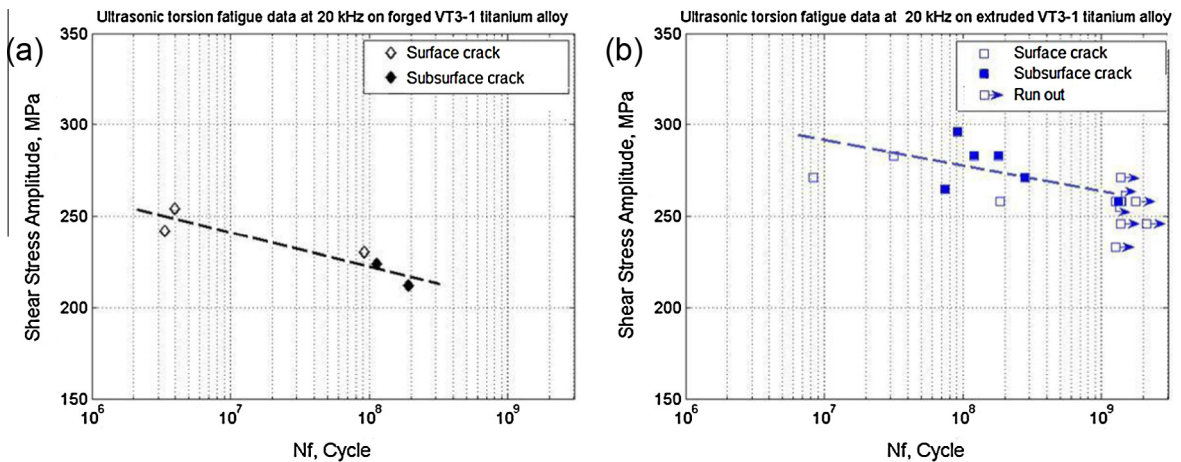 (a)
Ultrasonic torsion fatigue data at 20 kHz on forged VT3-1 titanium alloy
Surface crack
Subsurface crack
Shear Stress Amplitude, MPa
350
300
250
200
150
10^6
10^7
10^8
10^9
Nf, Cycle
(b)
Ultrasonic torsion fatigue data at 20 kHz on extruded VT3-1 titanium alloy
Surface crack
Subsurface crack
Run out
Shear Stress Amplitude, MPa
350
300
250
200
150
10^6
10^7
10^8
10^9
Nf, Cycle